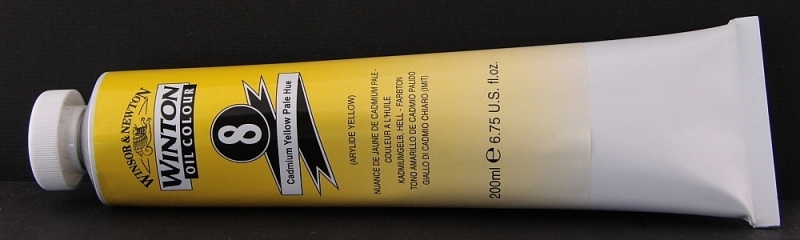 WINSOR & NEWTON
WINTON
OIL COLOUR
8
Cadmium Yellow Pale Hue
(ARYLIDE YELLOW)
NUANCE DE JAUNE DE CADMIUM PALE -
COULEUR A L'HUILE
KADMIUMGELB, HELL - FARBTON
TONO AMARILLO DE CADMIO PALIDO
GIALLO DI CADMIO CHIARO (IMIT)
200ml ℮ 6.75 U.S. fl.oz.